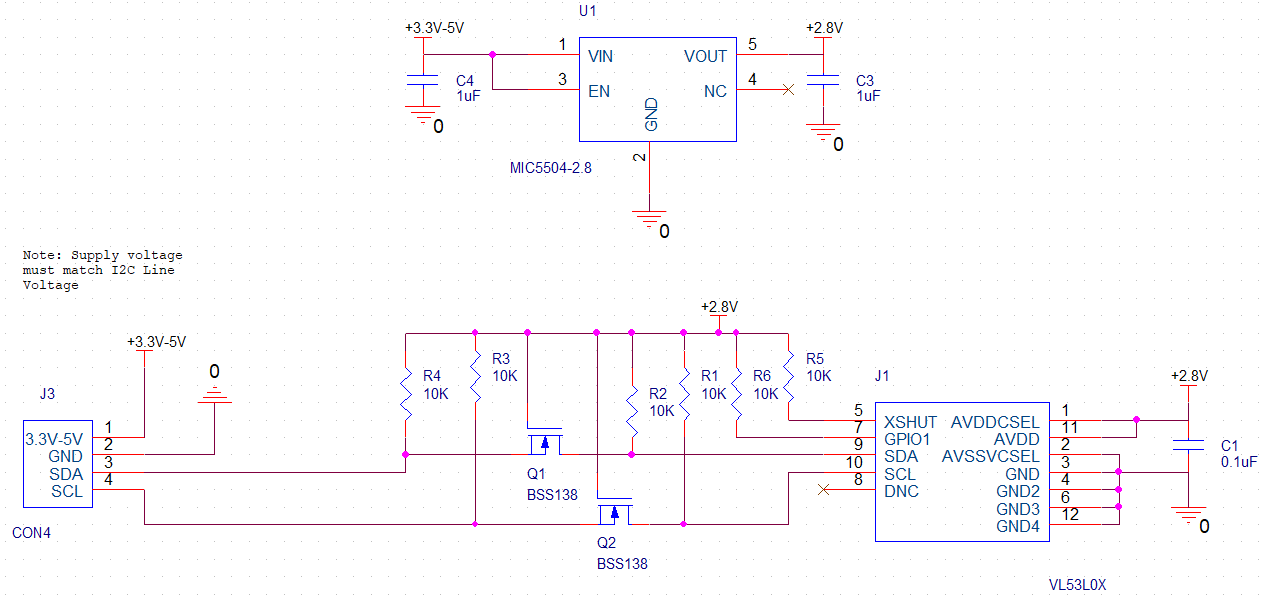 U1
+3.3V-5V
+2.8V
1
VIN
VOUT
5
3
EN
NC
4
GND
2
C4
1uF
C3
1uF
0
0
0
MIC5504-2.8
Note: Supply voltage
must match I2C Line
Voltage
+3.3V-5V
0
J3
3.3V-5V
1
GND
2
SDA
3
SCL
4
CON4
+2.8V
R4
10K
R3
10K
R2
10K
R1
10K
R6
10K
R5
10K
Q1
BSS138
Q2
BSS138
J1
5
XSHUT
7
GPIO1
9
SDA
10
SCL
8
DNC
AVDDCSEL
1
AVDD
11
AVSSVCSEL
2
GND
3
GND2
4
GND3
6
GND4
12
VL53L0X
+2.8V
C1
0.1uF
0